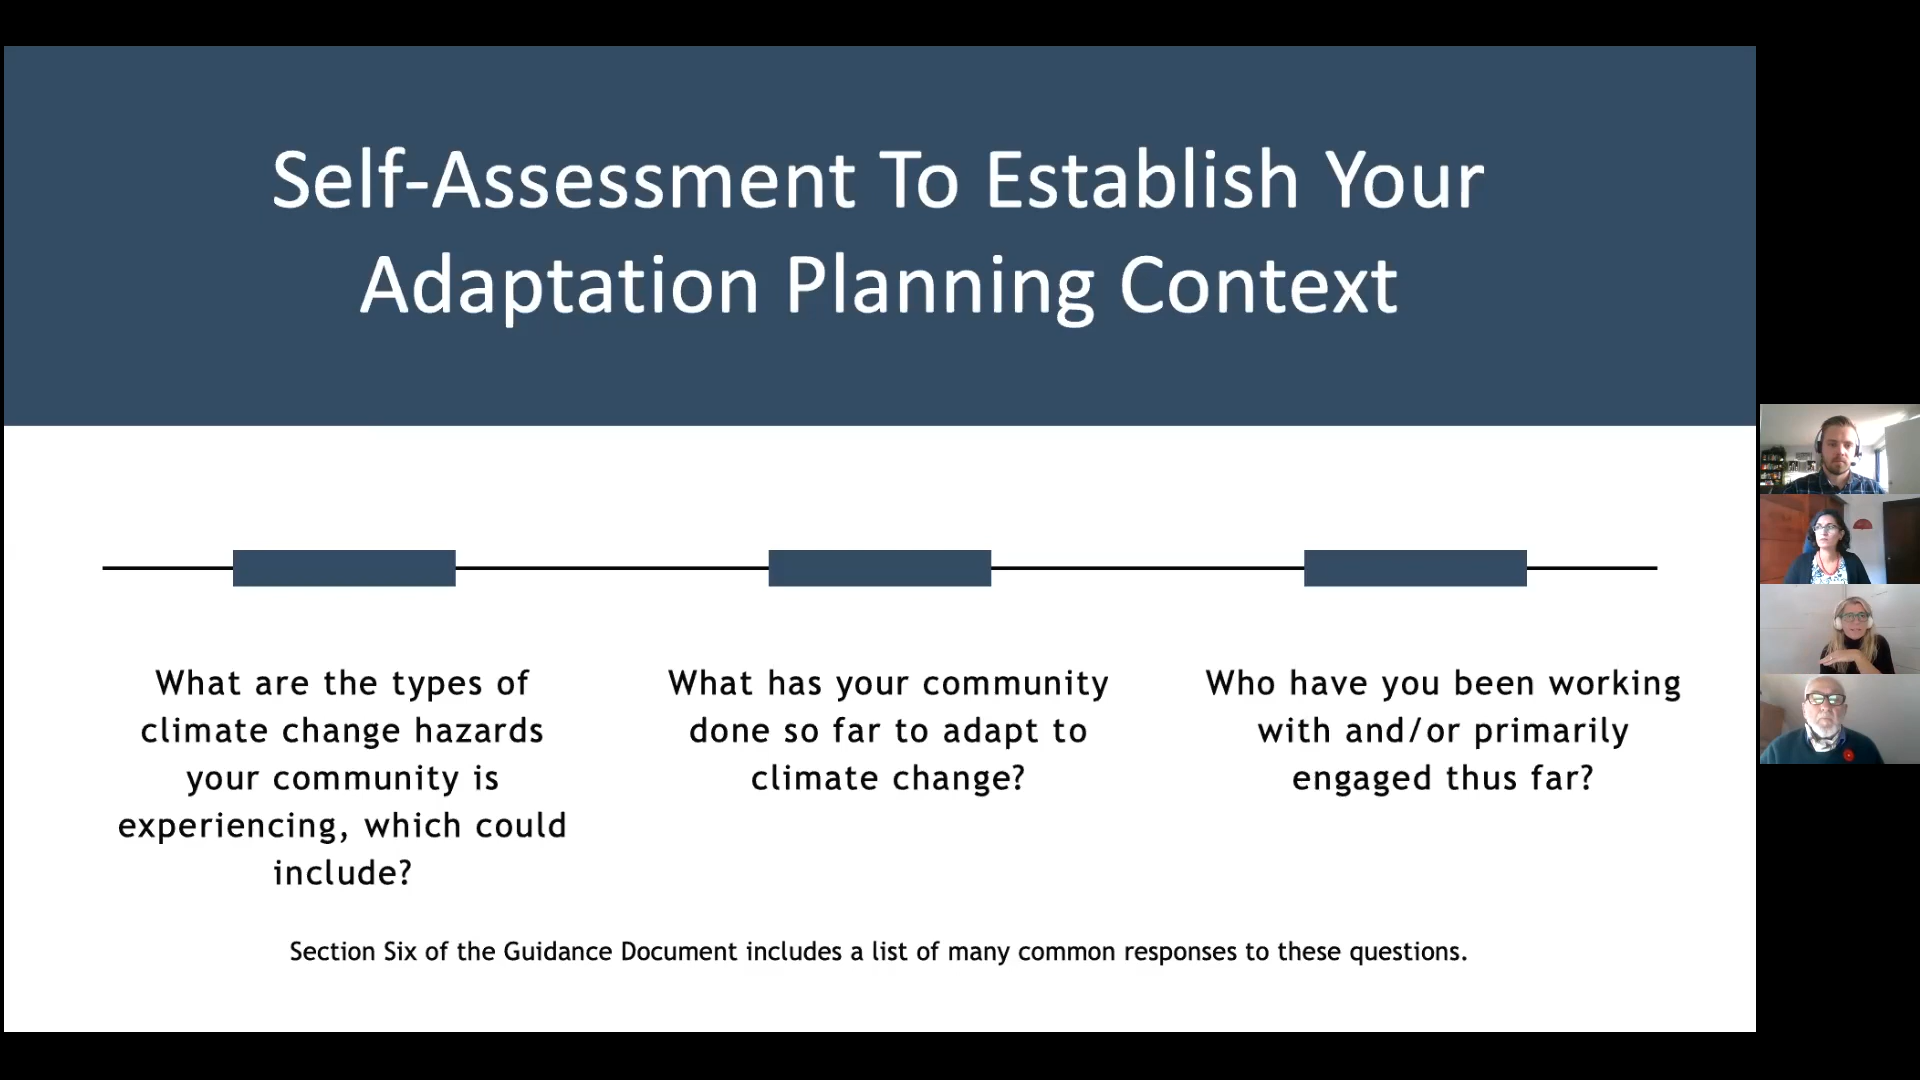 Self-Assessment To Establish Your
Adaptation Planning Context
What are the types of
climate change hazards
your community is
experiencing, which could
include?
What has your community
done so far to adapt to
climate change?
Who have you been working
with and/or primarily
engaged thus far?
Section Six of the Guidance Document includes a list of many common responses to these questions.